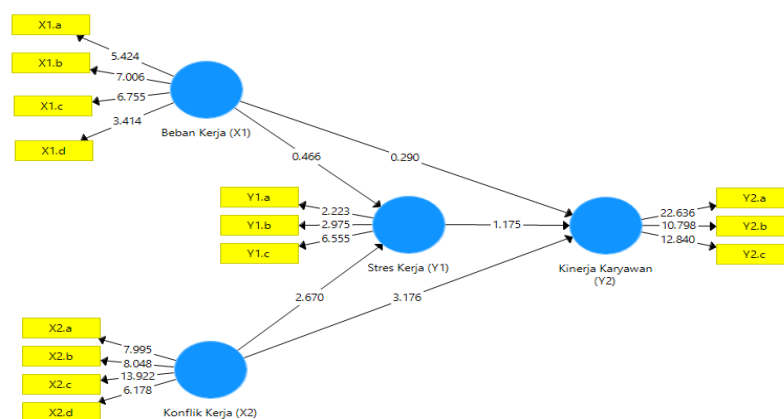 X1.a
X1.b
X1.c
X1.d
5.424
7.006
6.755
3.414
Beban Kerja (X1)
0.466
0.290
Y1.a
Y1.b
Y1.c
2.223
2.975
6.555
Stres Kerja (Y1)
1.175
Kinerja Karyawan
(Y2)
22.636
10.798
12.840
Y2.a
Y2.b
Y2.c
2.670
3.176
X2.a
X2.b
X2.c
X2.d
7.995
8.048
13.922
6.178
Konflik Kerja (X2)